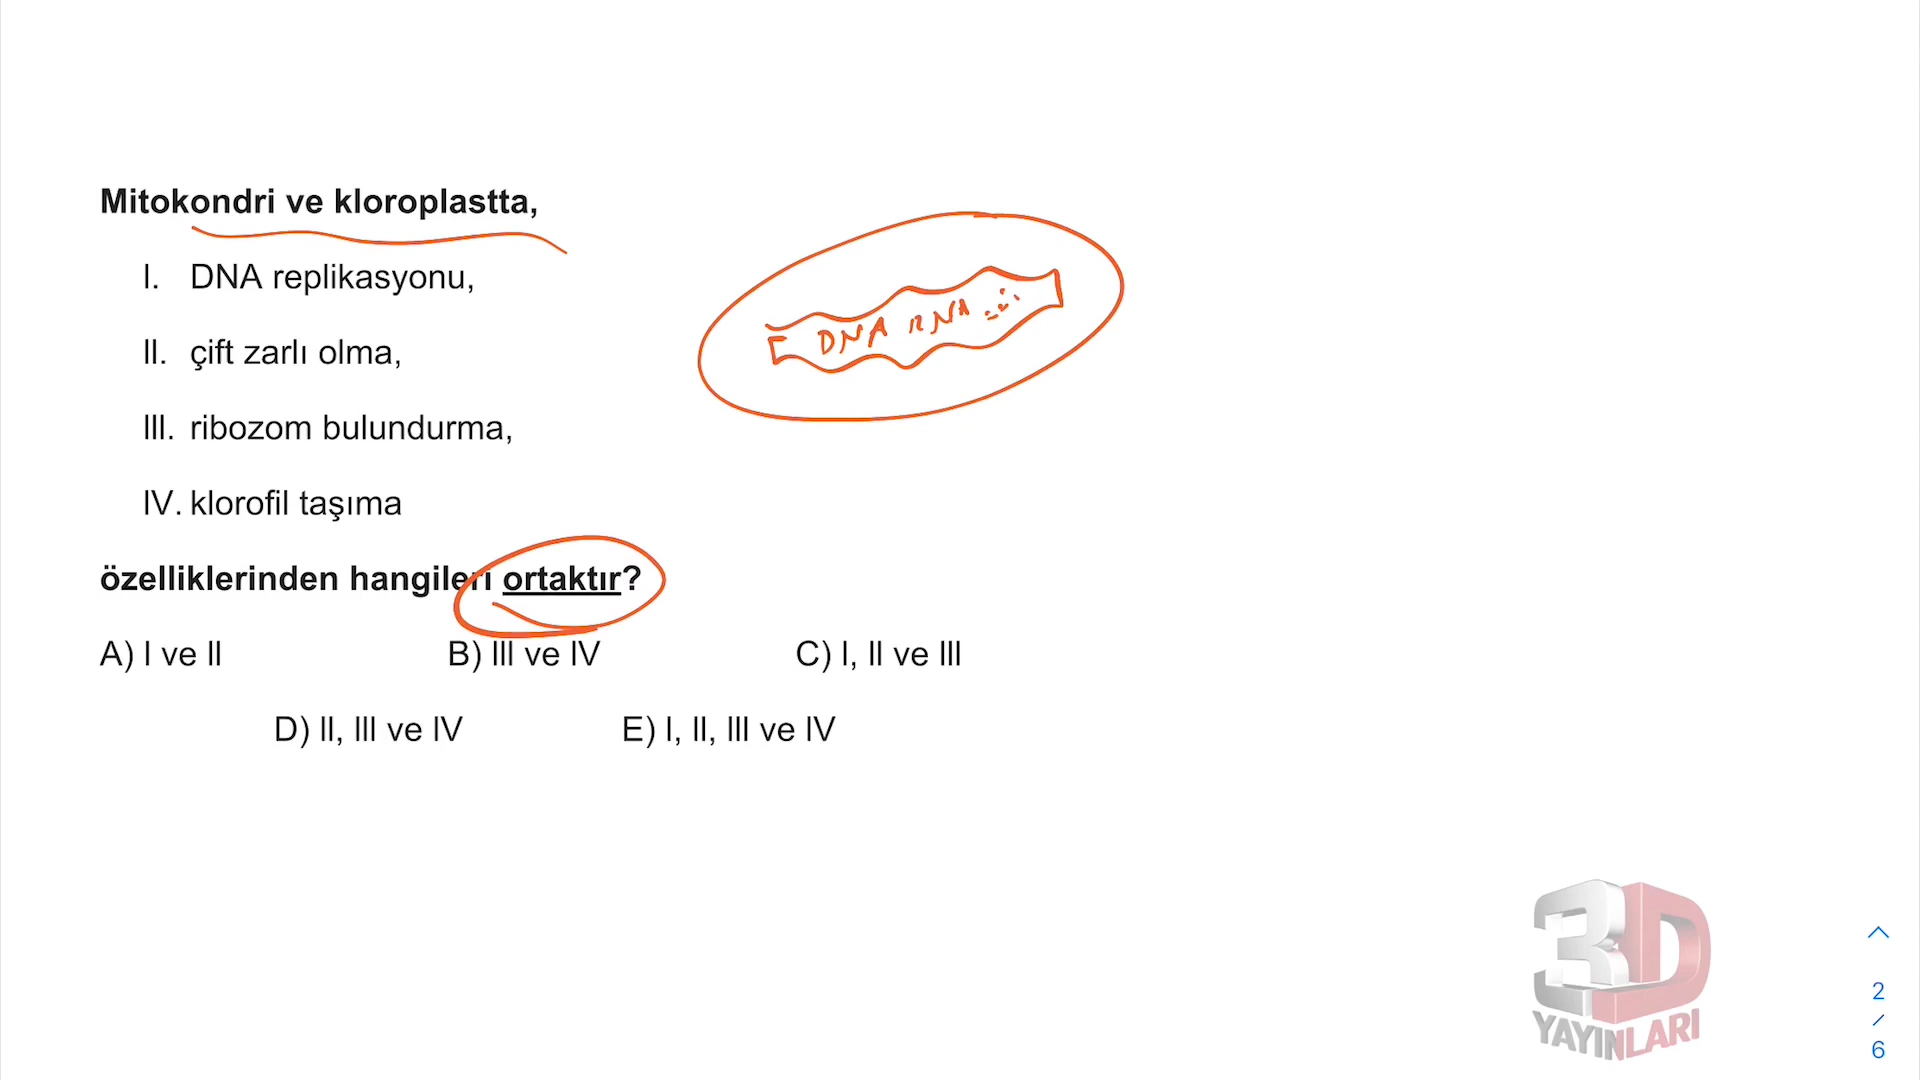 Mitokondri ve kloroplastta,
I. DNA replikasyonu,
II. çift zarlı olma,
III. ribozom bulundurma,
IV. klorofil taşıma
özelliklerinden hangileri ortaktır?
A) I ve II B) III ve IV C) I, II ve III
D) II, III ve IV E) I, II, III ve IV
DNA RNA
3D
YAYINLARI
2
/
6